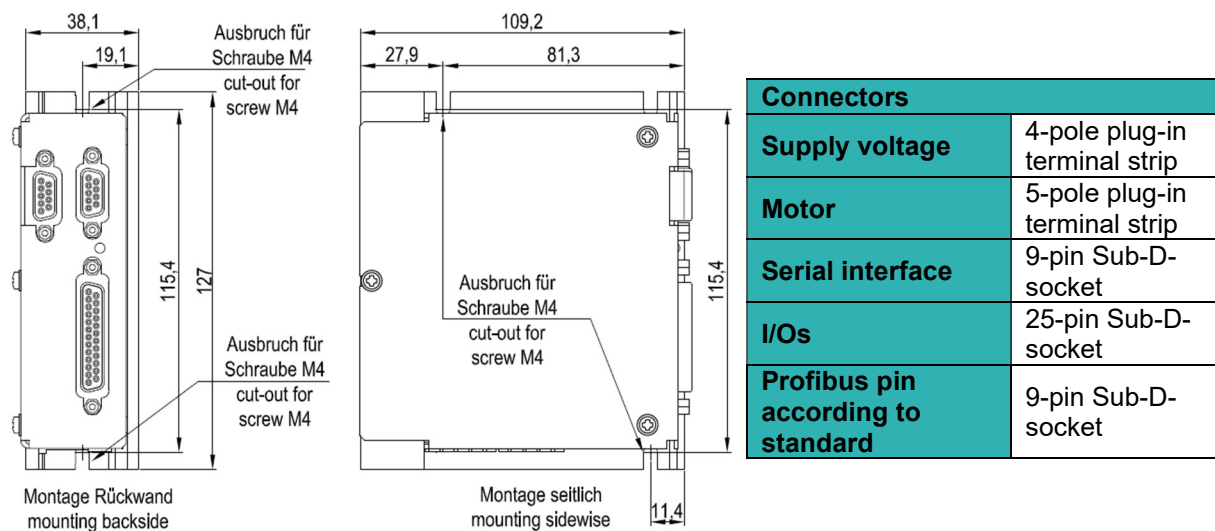 38,1
19,1
Ausbruch für
Schraube M4
cut-out for
screw M4
115,4
127
Ausbruch für
Schraube M4
cut-out for
screw M4
Montage Rückwand
mounting backside
109,2
27,9
81,3
Ausbruch für
Schraube M4
cut-out for
screw M4
115,4
11,4
Montage seitlich
mounting sidewise
Connectors
Supply voltage
4-pole plug-in
terminal strip
Motor
5-pole plug-in
terminal strip
Serial interface
9-pin Sub-D-
socket
I/Os
25-pin Sub-D-
socket
Profibus pin
according to
standard
9-pin Sub-D-
socket